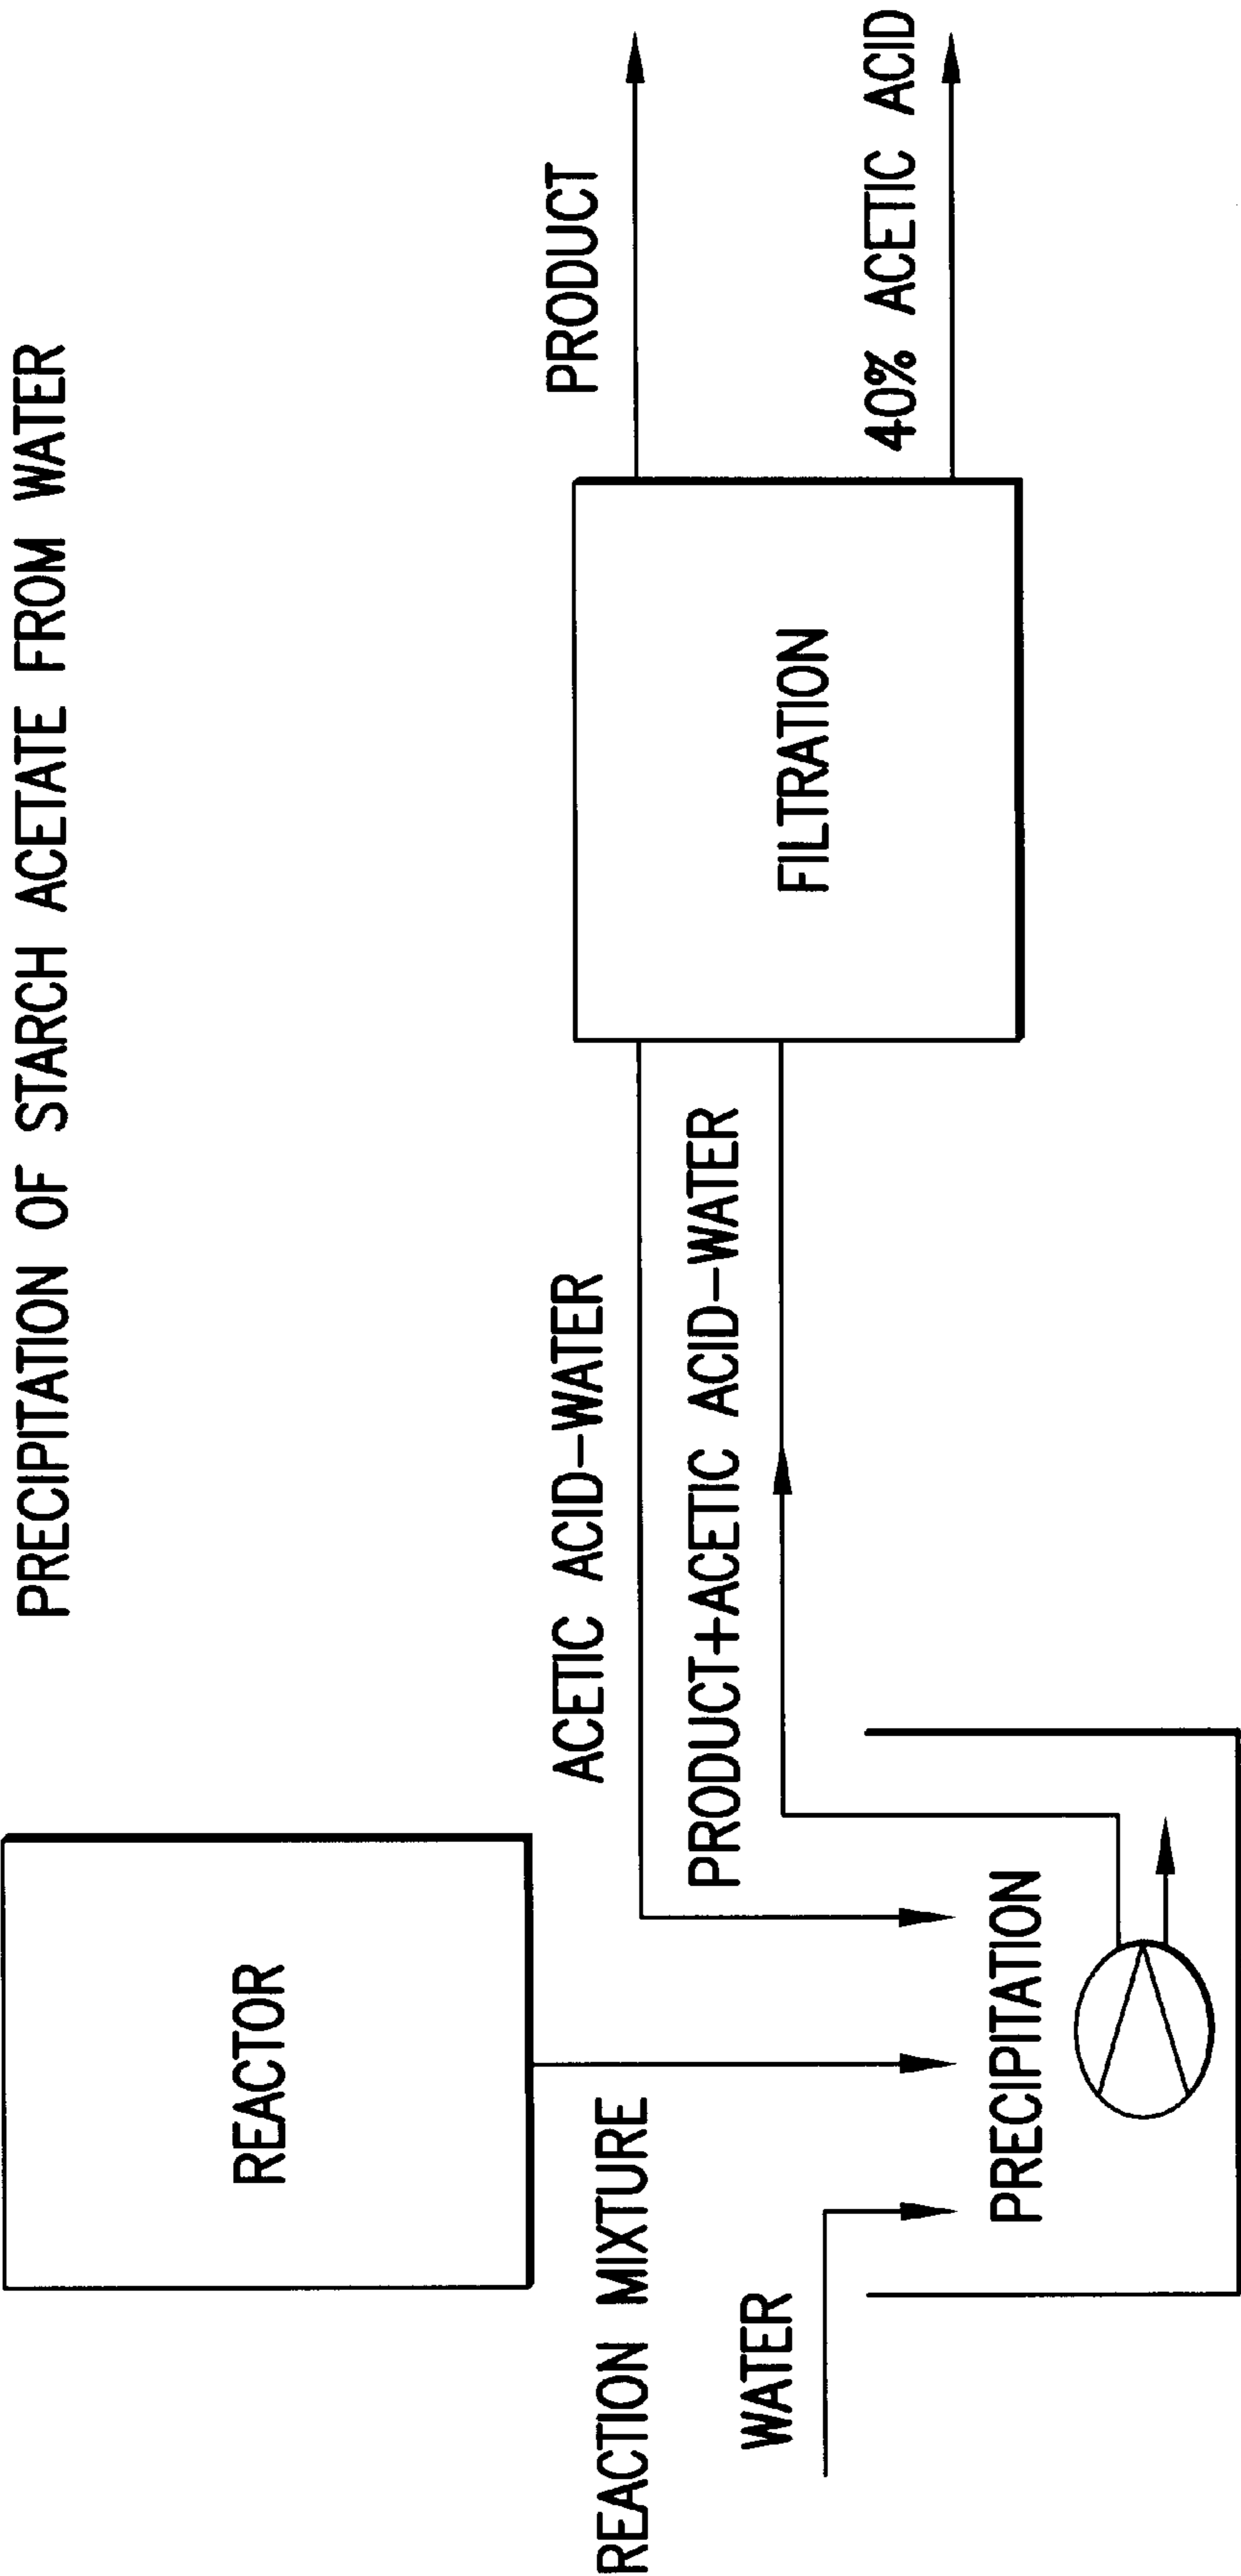 PRECIPITATION OF STARCH ACETATE FROM WATER
REACTOR
REACTION MIXTURE
WATER
PRECIPITATION
ACETIC ACID-WATER
PRODUCT+ACETIC ACID-WATER
FILTRATION
PRODUCT
40% ACETIC ACID